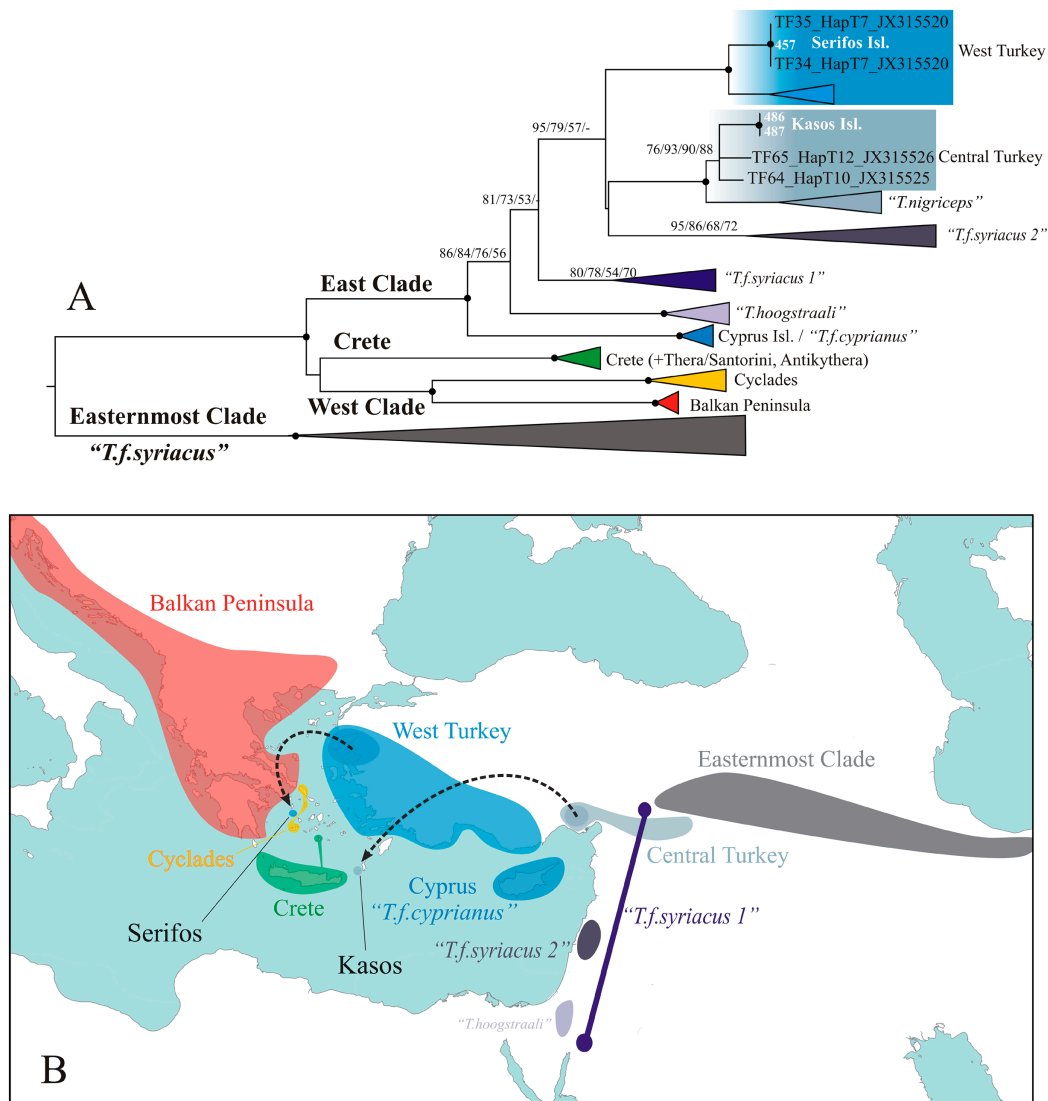 TF35_HapT7_JX315520
457 Serifos Isl.
TF34_HapT7_JX315520
West Turkey
95/79/57/-
486
487
Kasos Isl.
76/93/90/88
TF65_HapT12_JX315526
Central Turkey
TF64_HapT10_JX315525
81/73/53/-
"T.nigriceps"
95/86/68/72
"T.f.syriacus 2"
86/84/76/56
80/78/54/70
"T.f.syriacus 1"
A
East Clade
"T.hoogstraali"
Cyprus Isl. / "T.f.cyprianus"
Crete
Crete (+Thera/Santorini, Antikythera)
Cyclades
West Clade
Balkan Peninsula
Easternmost Clade
"T.f.syriacus"
Balkan Peninsula
West Turkey
Easternmost Clade
Cyclades
Central Turkey
Crete
Cyprus
"T.f.cyprianus"
"T.f.syriacus 1"
Serifos
"T.f.syriacus 2"
Kasos
"T.hoogstraali"
B